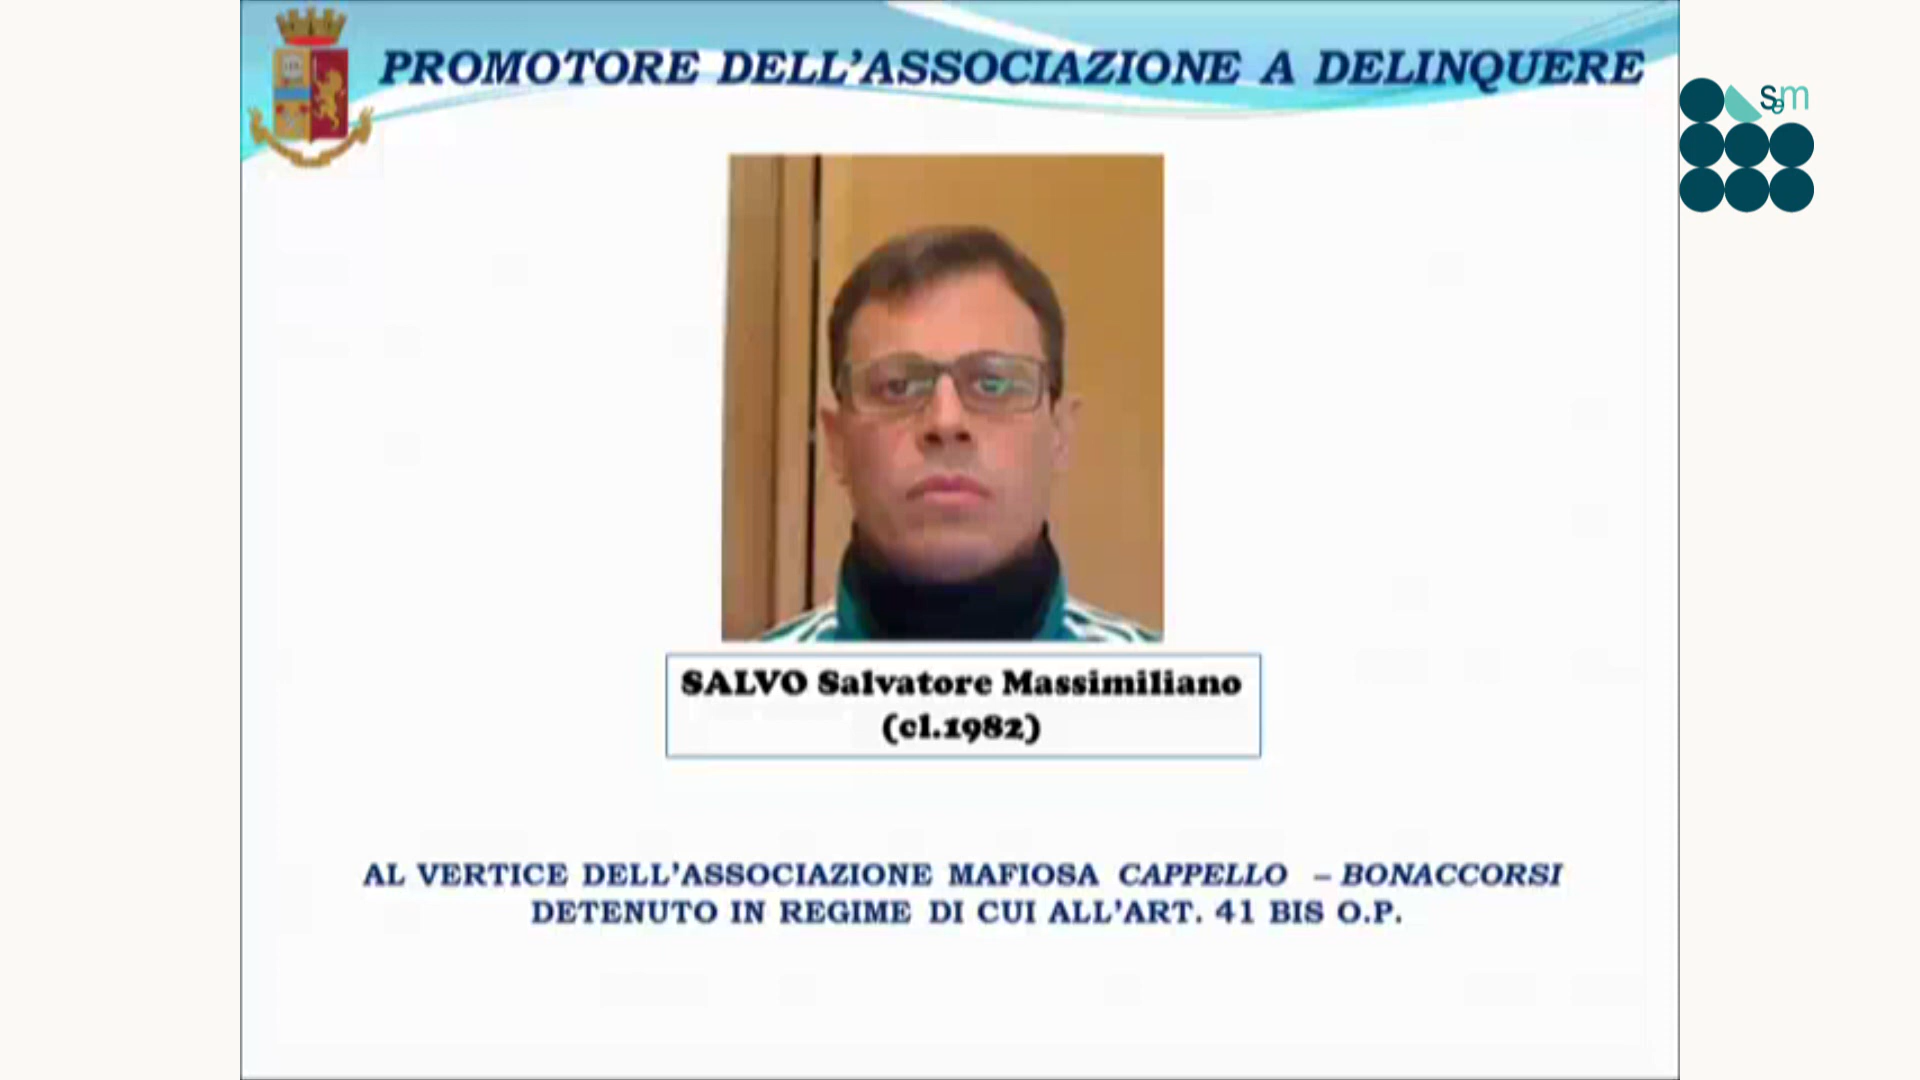 PROMOTORE DELL'ASSOCIAZIONE A DELINQUERE
sem
SALVO Salvatore Massimiliano
(cl.1982)
AL VERTICE DELL'ASSOCIAZIONE MAFIOSA CAPPELLO – BONACCORSI
DETENUTO IN REGIME DI CUI ALL'ART. 41 BIS O.P.